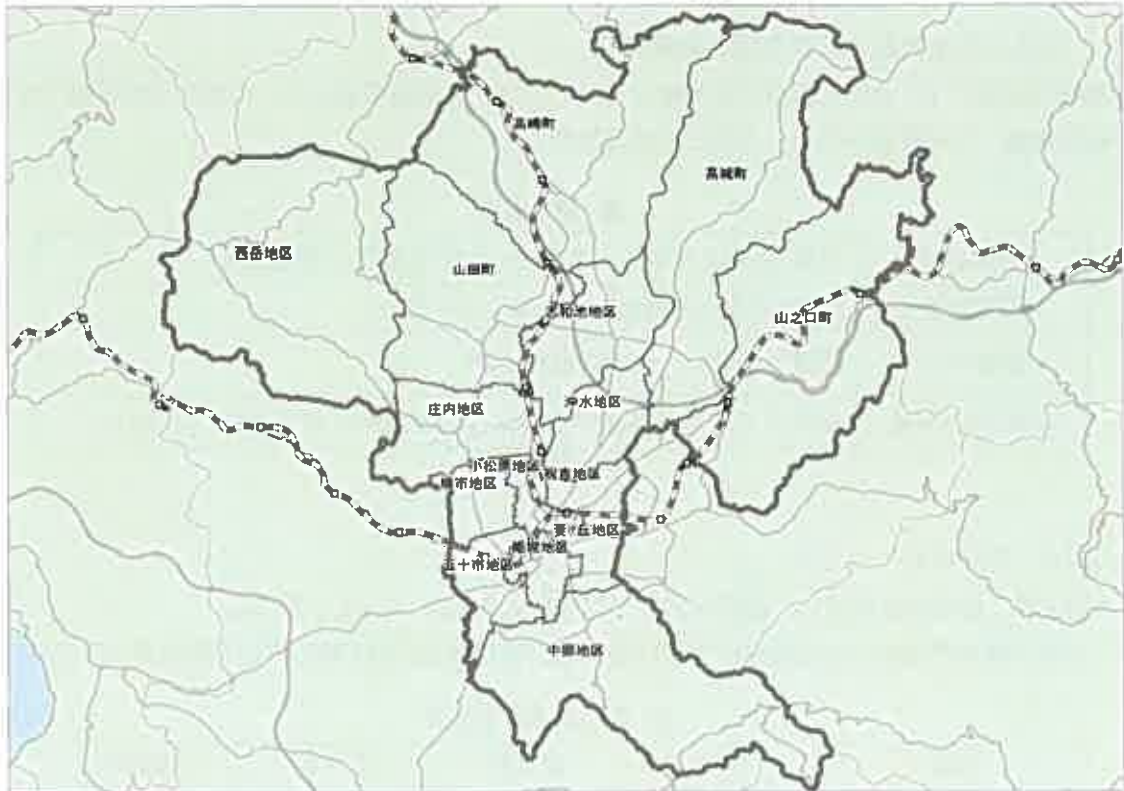 高崎町
高城町
西岳地区
山田町
志和池地区
山之口町
庄内地区
沖水地区
小松原地区
祝吉地区
横市地区
妻ケ丘地区
姫城地区
五十市地区
中郷地区